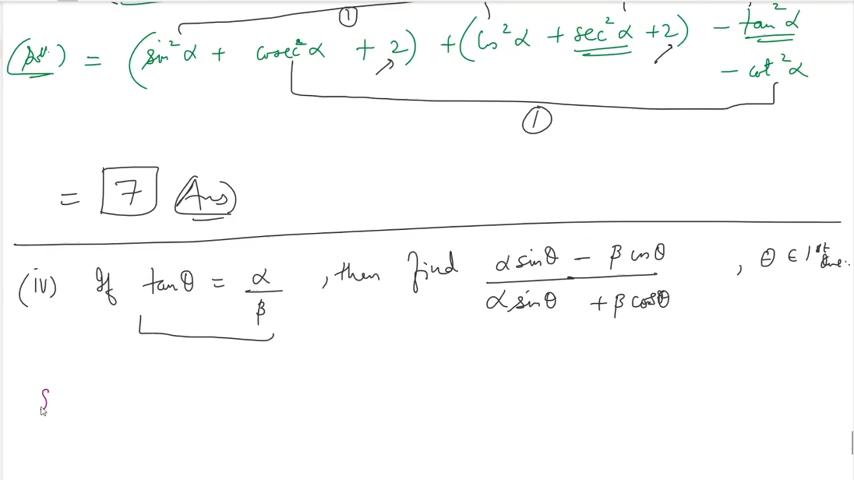 ①
(Sol.) = (sin²α + cosec²α + 2) + (cos²α + sec²α + 2) - tan²α
- cot²α
①
= 7 Ans
(iv) If tanθ = α/β , then find (α sinθ - β cosθ)/(α sinθ + β cosθ) , θ ∈ 1st
S